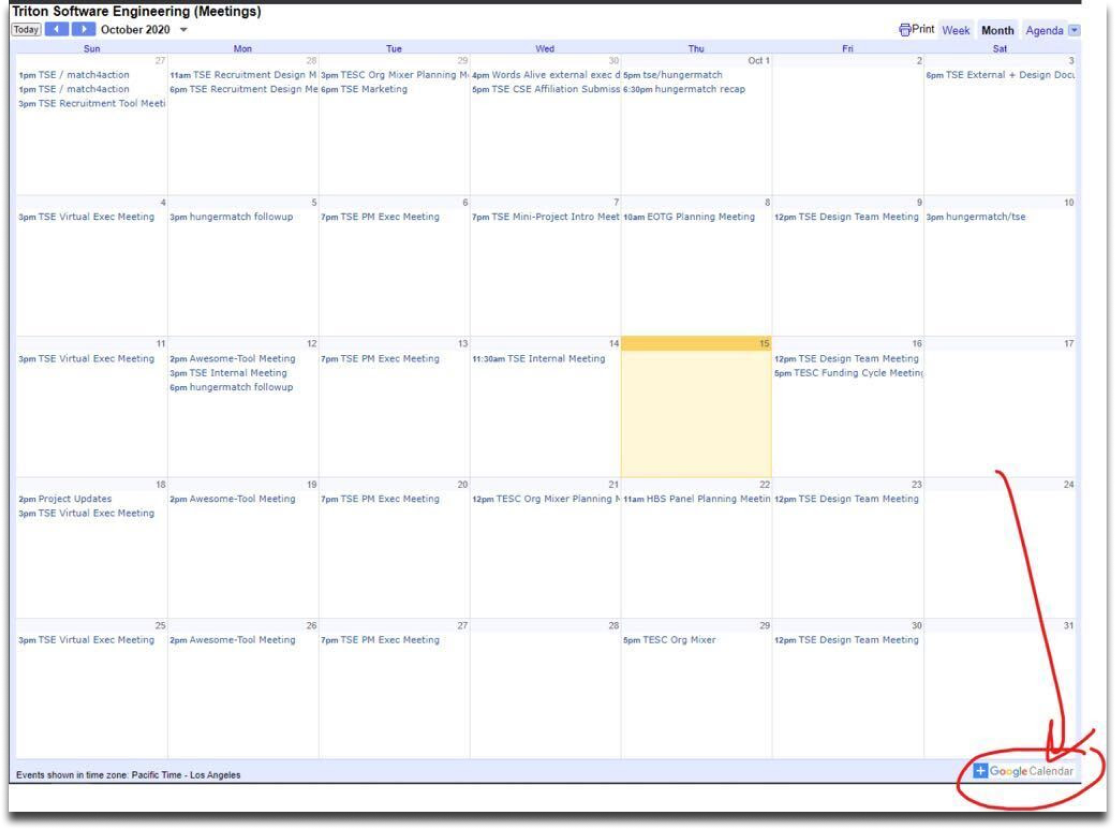 Triton Software Engineering (Meetings)
Today October 2020 Print Week Month Agenda
Sun Mon Tue Wed Thu Fri Sat
27 28 29 30 Oct 1 2 3
1pm TSE / match4action
1pm TSE / match4action
3pm TSE Recruitment Tool Meeti
11am TSE Recruitment Design M
6pm TSE Recruitment Design Me
3pm TESC Org Mixer Planning M
6pm TSE Marketing
4pm Words Alive external exec d
5pm TSE CSE Affiliation Submiss
5pm tse/hungermatch
6:30pm hungermatch recap
6pm TSE External + Design Docu
4 5 6 7 8 9 10
3pm TSE Virtual Exec Meeting
3pm hungermatch followup
7pm TSE PM Exec Meeting
7pm TSE Mini-Project Intro Meet
10am EOTG Planning Meeting
12pm TSE Design Team Meeting
3pm hungermatch/tse
11 12 13 14 15 16 17
3pm TSE Virtual Exec Meeting
2pm Awesome-Tool Meeting
3pm TSE Internal Meeting
6pm hungermatch followup
7pm TSE PM Exec Meeting
11:30am TSE Internal Meeting
12pm TSE Design Team Meeting
5pm TESC Funding Cycle Meeting
18 19 20 21 22 23 24
2pm Project Updates
3pm TSE Virtual Exec Meeting
2pm Awesome-Tool Meeting
7pm TSE PM Exec Meeting
12pm TESC Org Mixer Planning M
11am HBS Panel Planning Meetin
12pm TSE Design Team Meeting
25 26 27 28 29 30 31
3pm TSE Virtual Exec Meeting
2pm Awesome-Tool Meeting
7pm TSE PM Exec Meeting
5pm TESC Org Mixer
12pm TSE Design Team Meeting
Events shown in time zone: Pacific Time - Los Angeles
Google Calendar